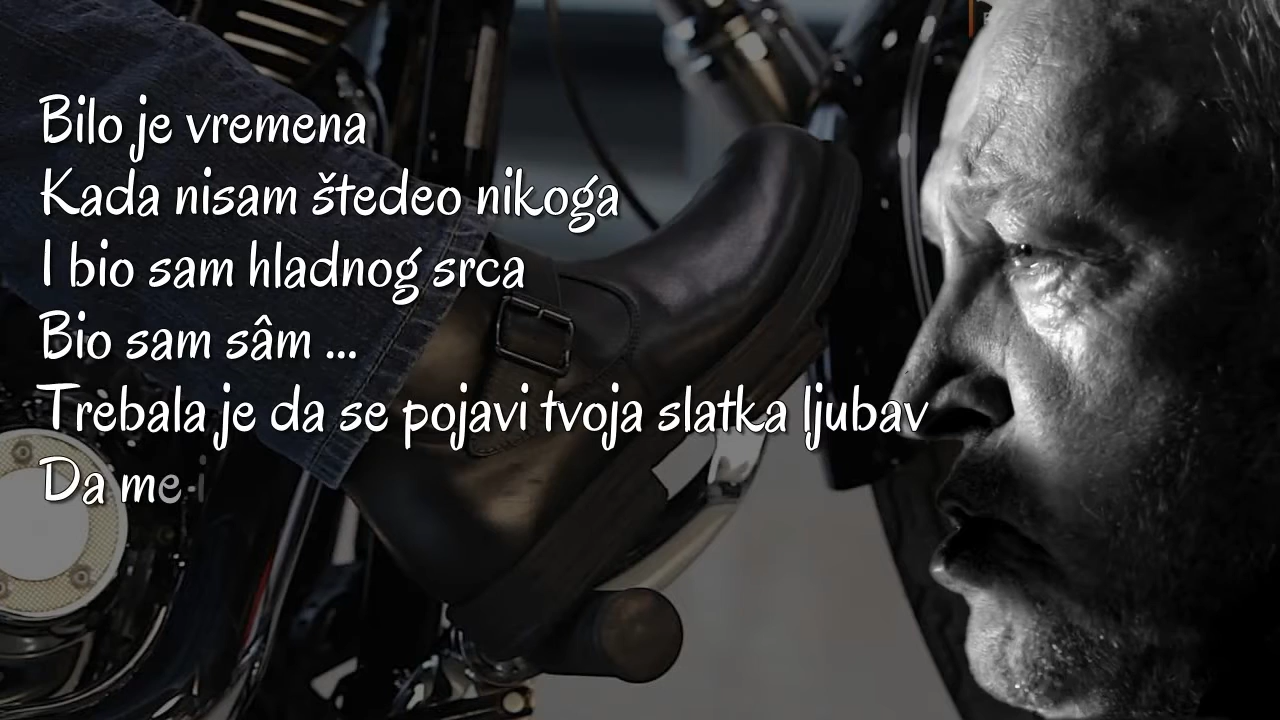 Bilo je vremena
Kada nisam štedeo nikoga
I bio sam hladnog srca
Bio sam sâm ...
Trebala je da se pojavi tvoja slatka ljubav
Da me i